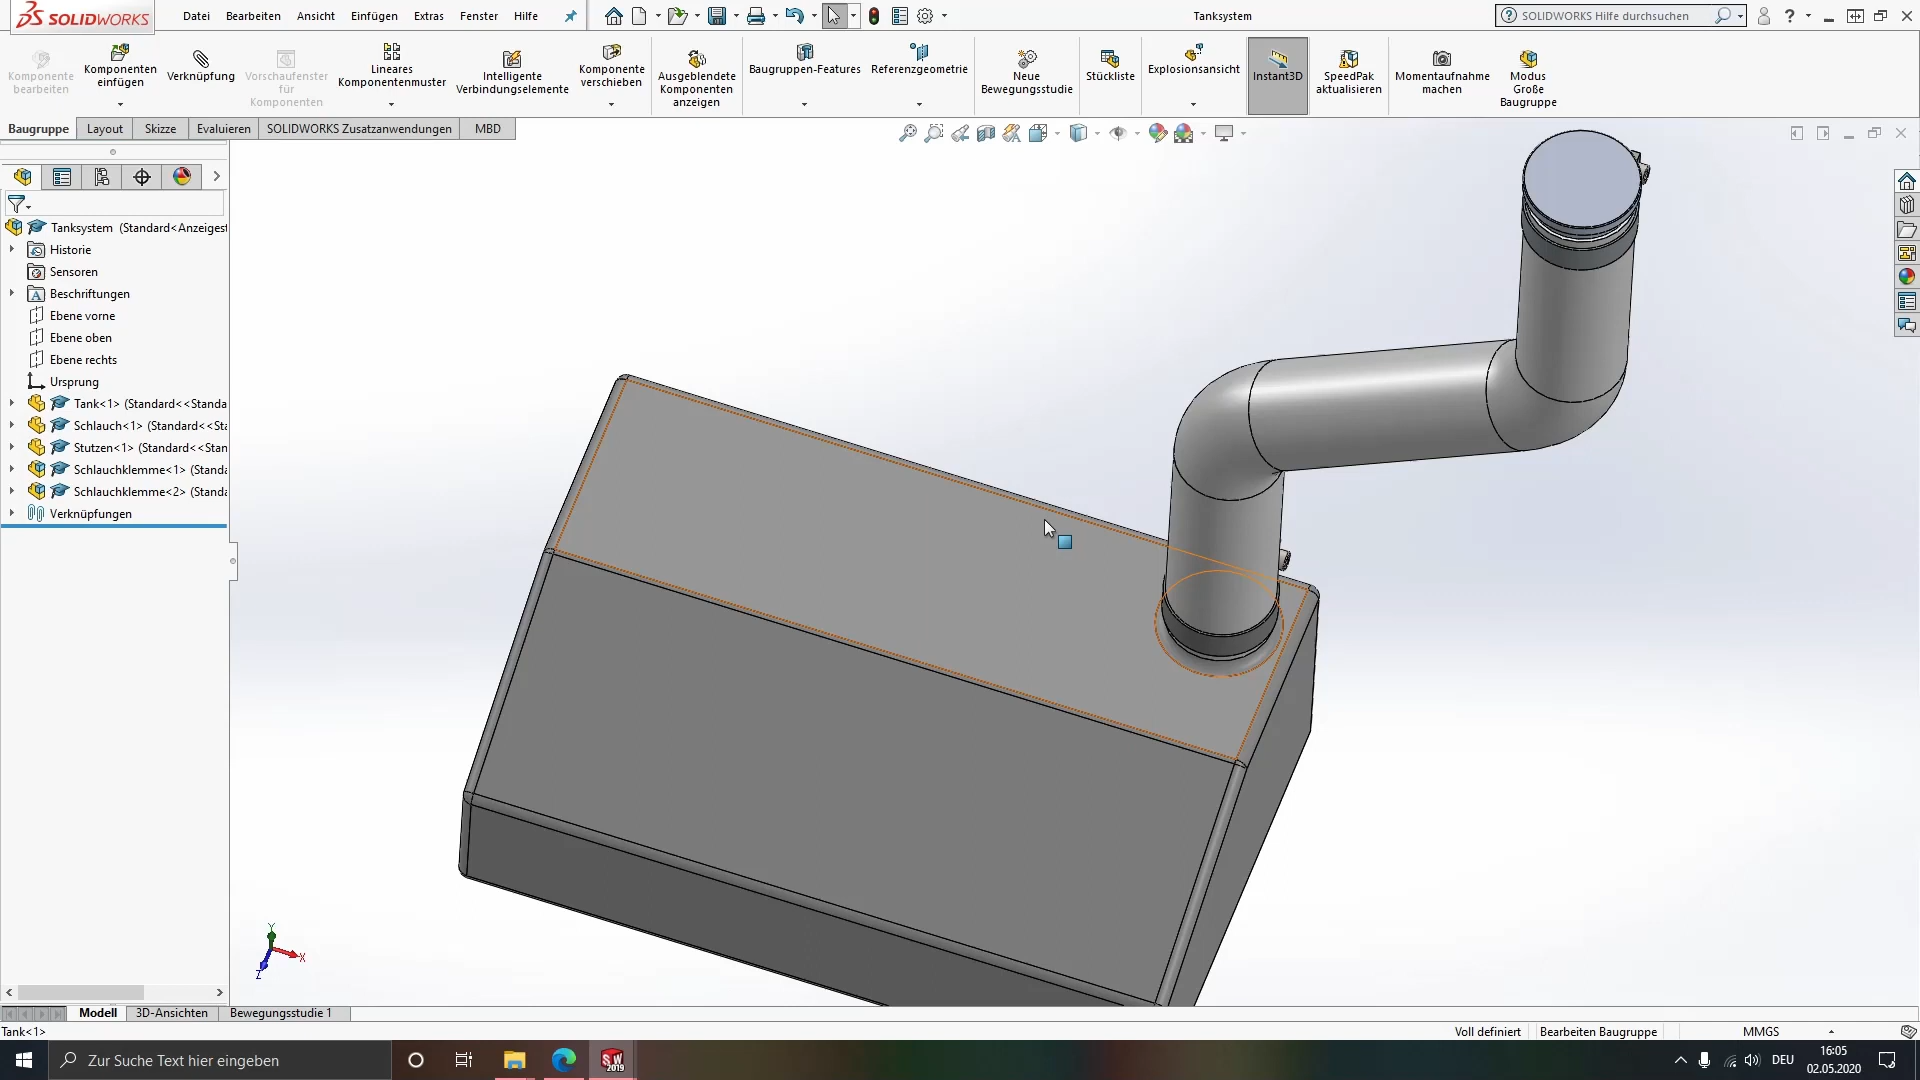 SOLIDWORKS
Datei Bearbeiten Ansicht Einfügen Extras Fenster Hilfe
Tanksystem
SOLIDWORKS Hilfe durchsuchen
Komponente bearbeiten
Komponenten einfügen
Verknüpfung
Vorschaufenster für Komponenten
Lineares Komponentenmuster
Intelligente Verbindungselemente
Komponente verschieben
Ausgeblendete Komponenten anzeigen
Baugruppen-Features
Referenzgeometrie
Neue Bewegungsstudie
Stückliste
Explosionsansicht
Instant3D
SpeedPak aktualisieren
Momentaufnahme machen
Modus Große Baugruppe
Baugruppe Layout Skizze Evaluieren SOLIDWORKS Zusatzanwendungen MBD
Tanksystem (Standard<Anzeigest
Historie
Sensoren
Beschriftungen
Ebene vorne
Ebene oben
Ebene rechts
Ursprung
Tank<1> (Standard<<Standa
Schlauch<1> (Standard<<Sta
Stutzen<1> (Standard<<Stan
Schlauchklemme<1> (Standa
Schlauchklemme<2> (Standa
Verknüpfungen
Y
X
Z
Modell 3D-Ansichten Bewegungsstudie 1
Tank<1>
Voll definiert Bearbeiten Baugruppe MMGS
Zur Suche Text hier eingeben
SW 2019
DEU
16:05
02.05.2020